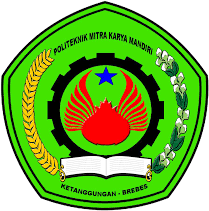 POLITEKNIK MITRA KARYA MANDIRI
KETANGGUNGAN - BREBES